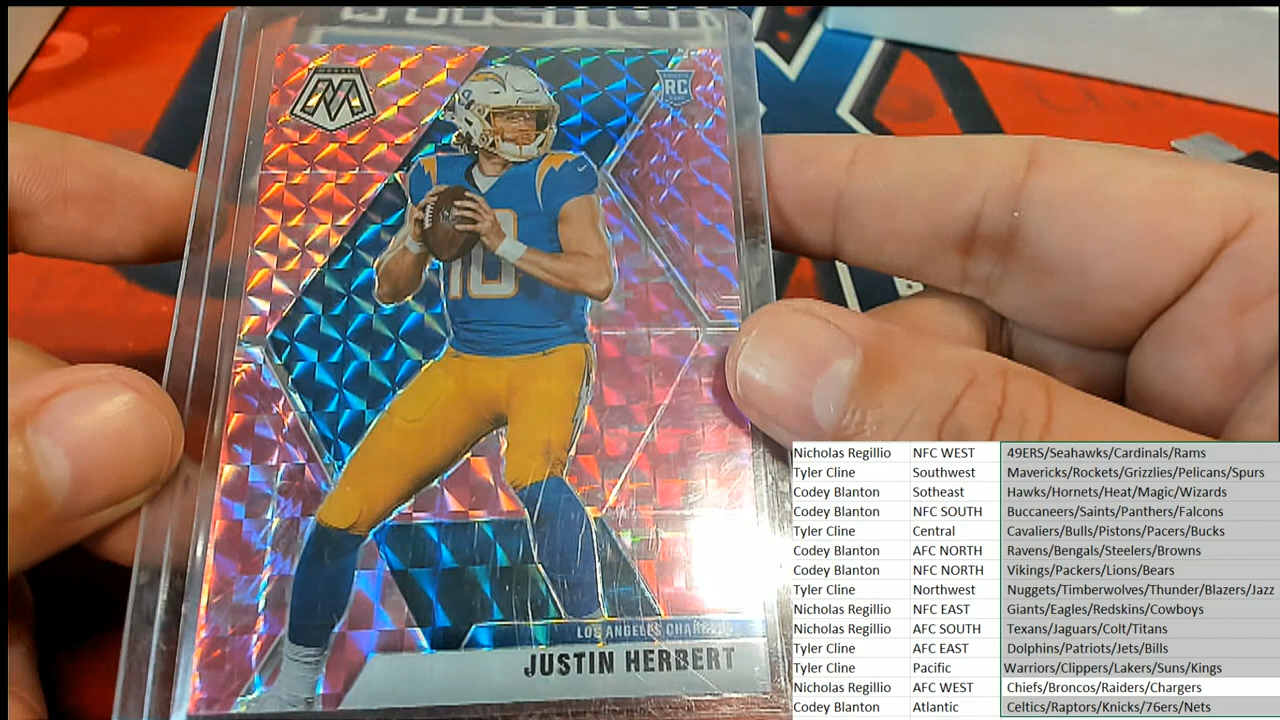 RC
10
LOS ANGELES CHARGERS
JUSTIN HERBERT
Nicholas Regillio NFC WEST 49ERS/Seahawks/Cardinals/Rams
Tyler Cline Southwest Mavericks/Rockets/Grizzlies/Pelicans/Spurs
Codey Blanton Sotheast Hawks/Hornets/Heat/Magic/Wizards
Codey Blanton NFC SOUTH Buccaneers/Saints/Panthers/Falcons
Tyler Cline Central Cavaliers/Bulls/Pistons/Pacers/Bucks
Codey Blanton AFC NORTH Ravens/Bengals/Steelers/Browns
Codey Blanton NFC NORTH Vikings/Packers/Lions/Bears
Tyler Cline Northwest Nuggets/Timberwolves/Thunder/Blazers/Jazz
Nicholas Regillio NFC EAST Giants/Eagles/Redskins/Cowboys
Nicholas Regillio AFC SOUTH Texans/Jaguars/Colt/Titans
Tyler Cline AFC EAST Dolphins/Patriots/Jets/Bills
Tyler Cline Pacific Warriors/Clippers/Lakers/Suns/Kings
Nicholas Regillio AFC WEST Chiefs/Broncos/Raiders/Chargers
Codey Blanton Atlantic Celtics/Raptors/Knicks/76ers/Nets